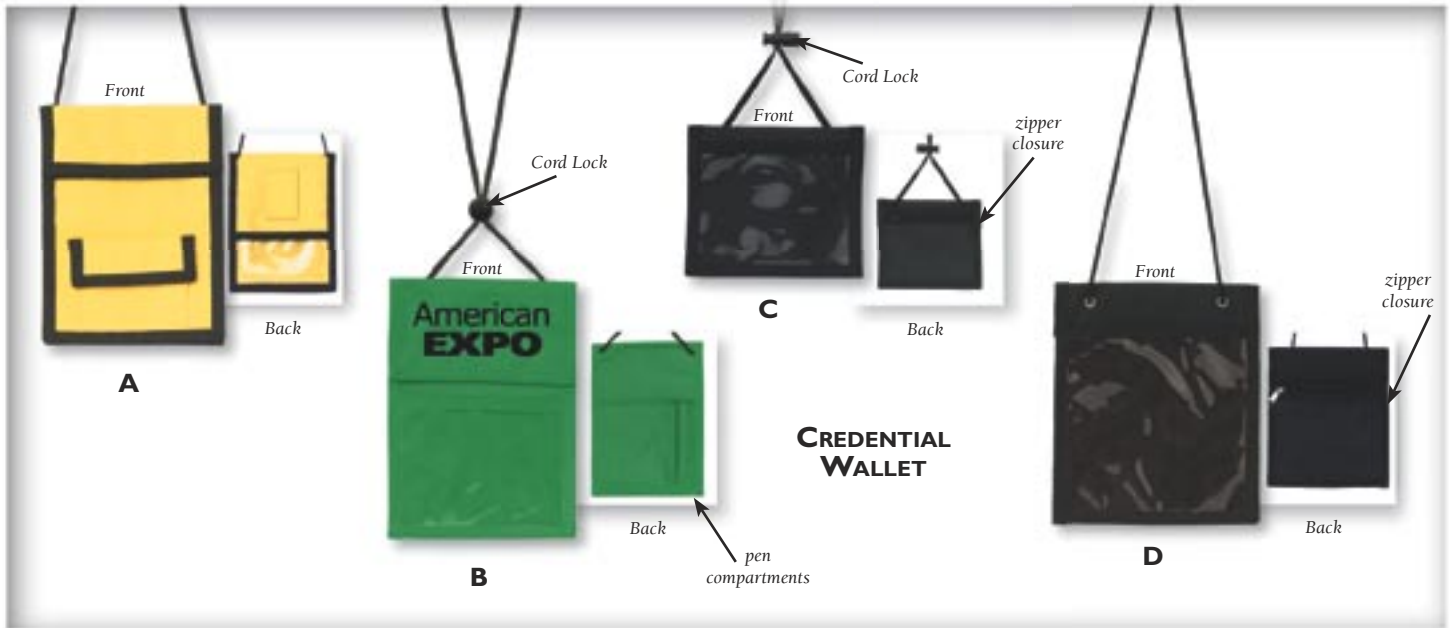 Front
Back
A
Cord Lock
Front
American
EXPO
Back
pen
compartments
B
Cord Lock
Front
zipper
closure
C
Back
CREDENTIAL
WALLET
Front
zipper
closure
Back
D